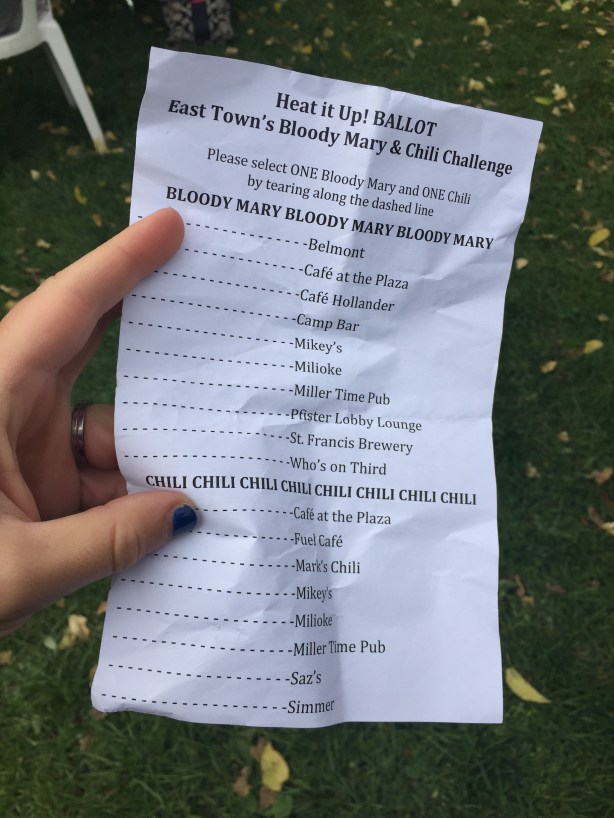 Heat it Up! BALLOT
East Town's Bloody Mary & Chili Challenge
Please select ONE Bloody Mary and ONE Chili
by tearing along the dashed line
BLOODY MARY BLOODY MARY BLOODY MARY
-------------------Belmont
-------------------Café at the Plaza
-------------------Café Hollander
-------------------Camp Bar
-------------------Mikey's
-------------------Milioke
-------------------Miller Time Pub
-------------------Pfister Lobby Lounge
-------------------St. Francis Brewery
-------------------Who's on Third
CHILI CHILI CHILI CHILI CHILI CHILI CHILI CHILI
-------------------Café at the Plaza
-------------------Fuel Café
-------------------Mark's Chili
-------------------Mikey's
-------------------Milioke
-------------------Miller Time Pub
-------------------Saz's
-------------------Simmer